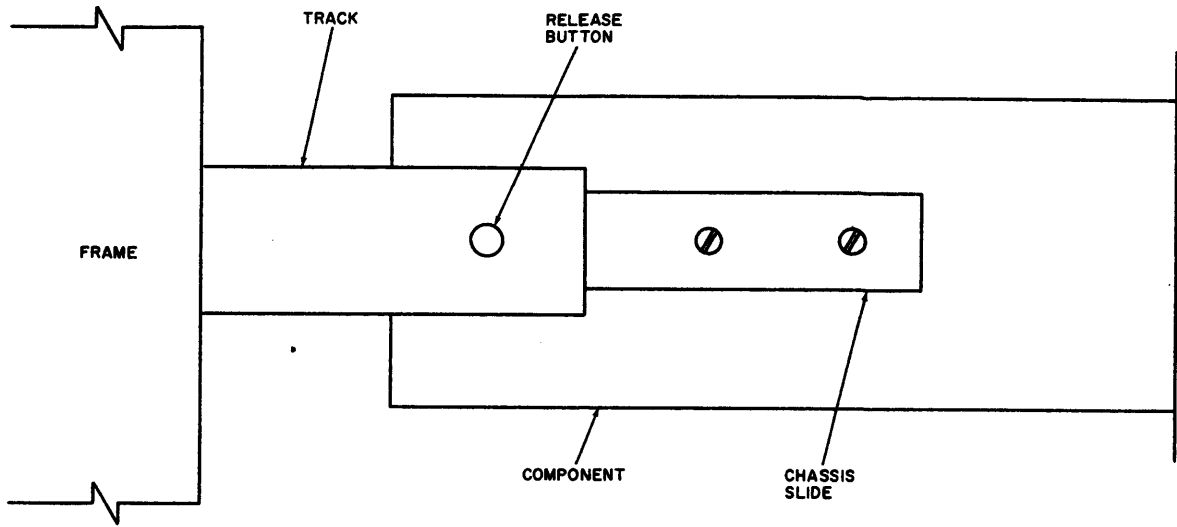 TRACK
RELEASE
BUTTON
FRAME
COMPONENT
CHASSIS
SLIDE